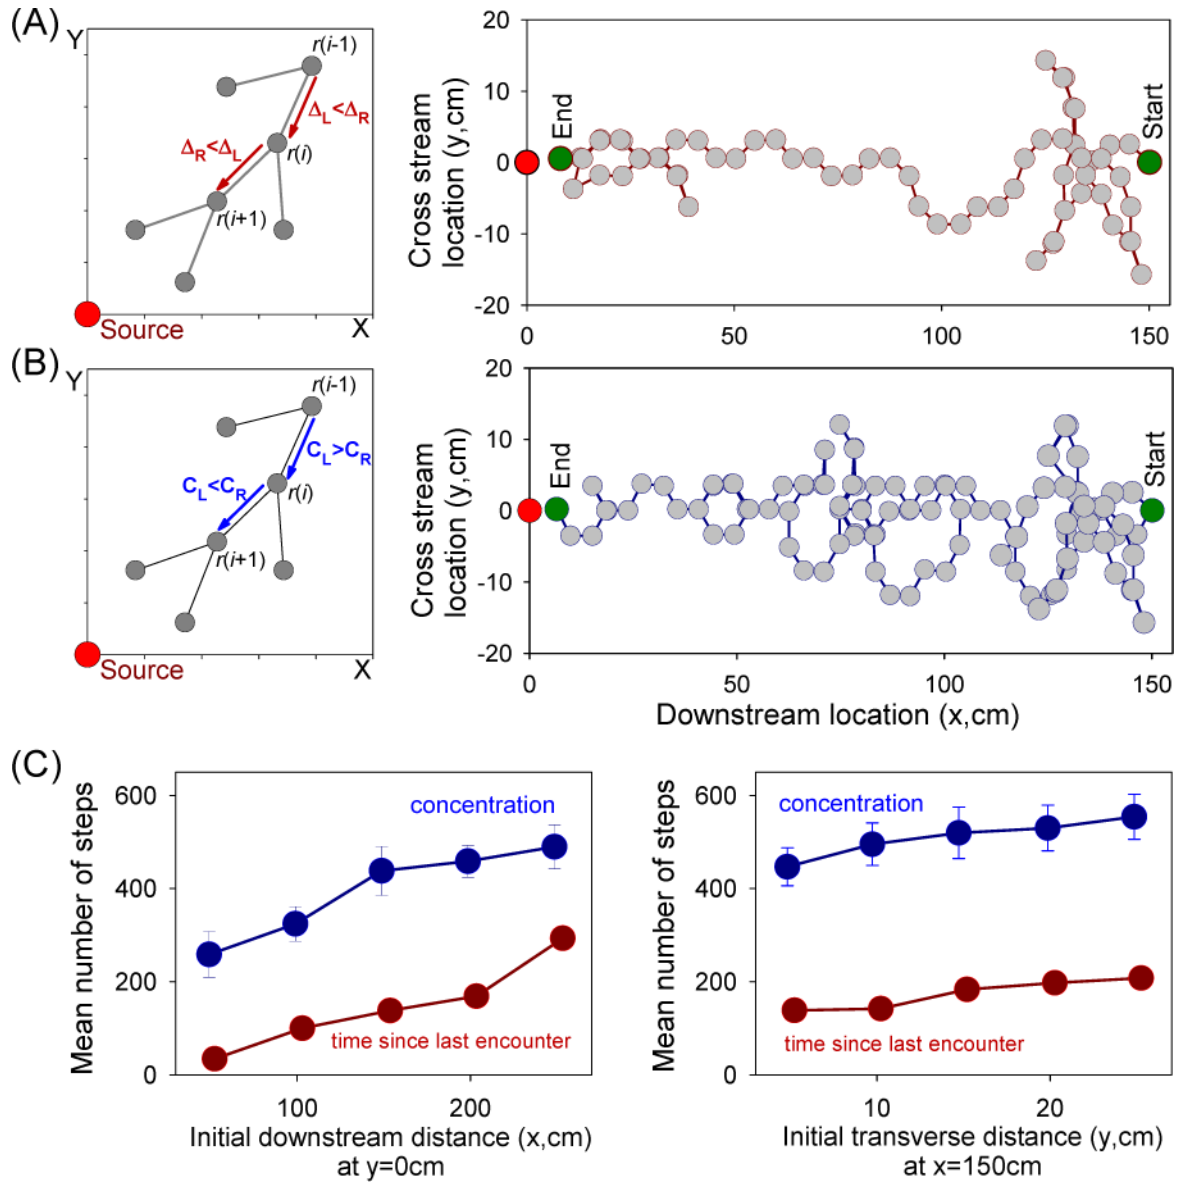 (A)
Y
r(i-1)
Δ_L<Δ_R
Δ_R<Δ_L
r(i)
r(i+1)
Source
X
Cross stream
location (y,cm)
20
10
0
-10
-20
End
Start
0
50
100
150
(B)
Y
r(i-1)
C_L>C_R
C_L<C_R
r(i)
r(i+1)
Source
X
Cross stream
location (y,cm)
20
10
0
-10
-20
End
Start
0
50
100
150
Downstream location (x,cm)
(C)
Mean number of steps
600
400
200
0
concentration
time since last encounter
100
200
Initial downstream distance (x,cm)
at y=0cm
Mean number of steps
600
400
200
0
concentration
time since last encounter
10
20
Initial transverse distance (y,cm)
at x=150cm